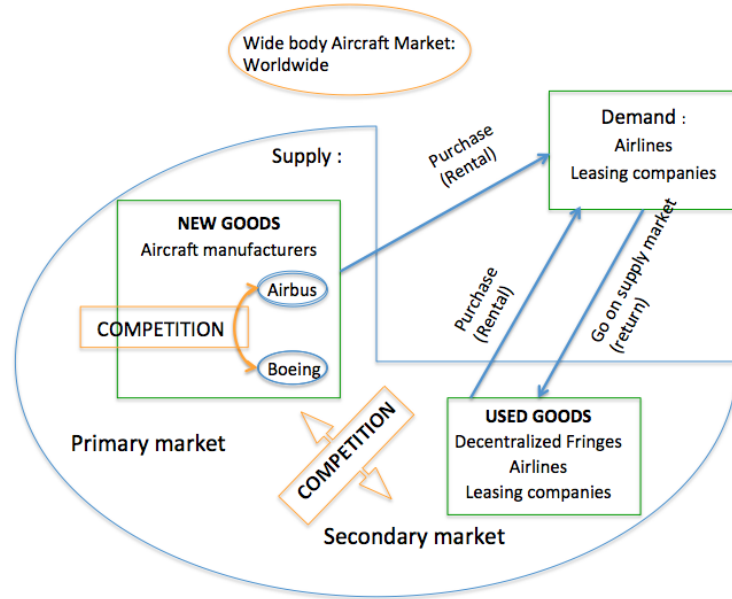 Wide body Aircraft Market:
Worldwide
Demand :
Airlines
Leasing companies
Supply :
Purchase
(Rental)
NEW GOODS
Aircraft manufacturers
Airbus
COMPETITION
Boeing
Purchase
(Rental)
Go on supply market
(return)
USED GOODS
Decentralized Fringes
Airlines
Leasing companies
Primary market
COMPETITION
Secondary market